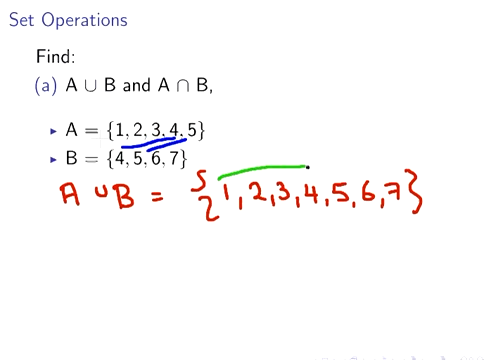 Set Operations
Find:
(a) A ∪ B and A ∩ B,
▸ A = {1, 2, 3, 4, 5}
▸ B = {4, 5, 6, 7}
A ∪ B = {1, 2, 3, 4, 5, 6, 7}